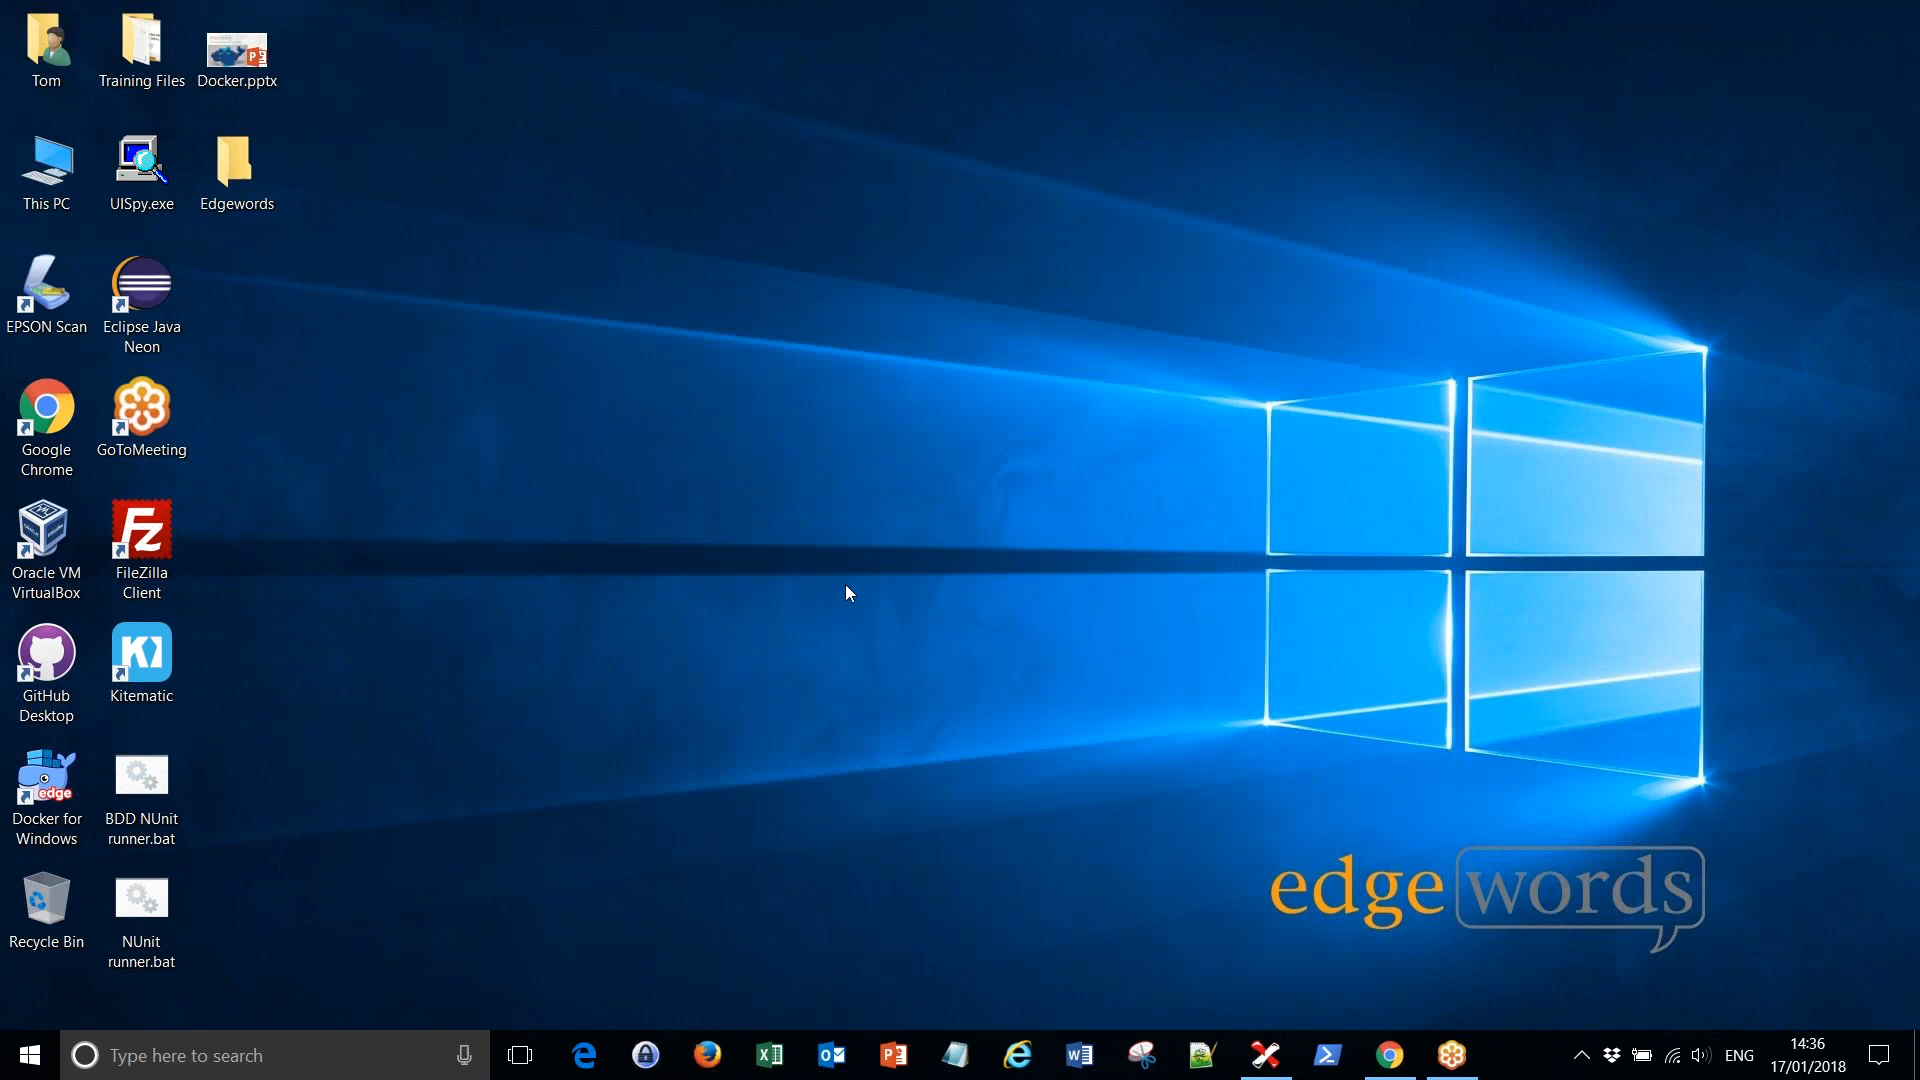 Tom
Training Files
Docker.pptx
This PC
UISpy.exe
Edgewords
EPSON Scan
Eclipse Java
Neon
Google
Chrome
GoToMeeting
Oracle VM
VirtualBox
Fz
FileZilla
Client
GitHub
Desktop
Kitematic
edge
Docker for
Windows
BDD NUnit
runner.bat
Recycle Bin
NUnit
runner.bat
edgewords
Type here to search
ENG
14:36
17/01/2018